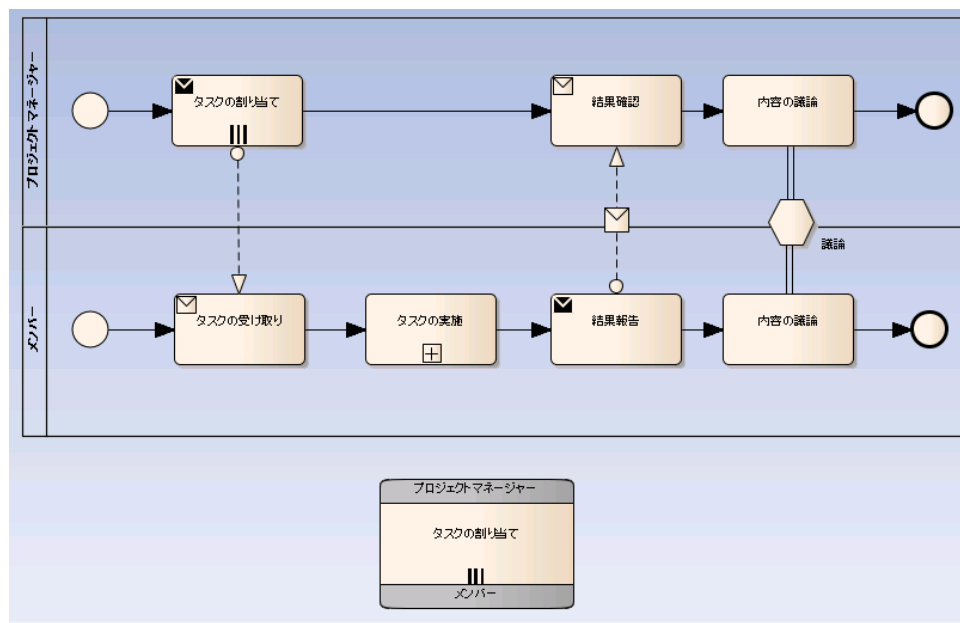 プロジェクトマネージャー
タスクの割り当て
結果確認
内容の議論
議論
メンバー
タスクの受け取り
タスクの実施
結果報告
内容の議論
プロジェクトマネージャー
タスクの割り当て
メンバー